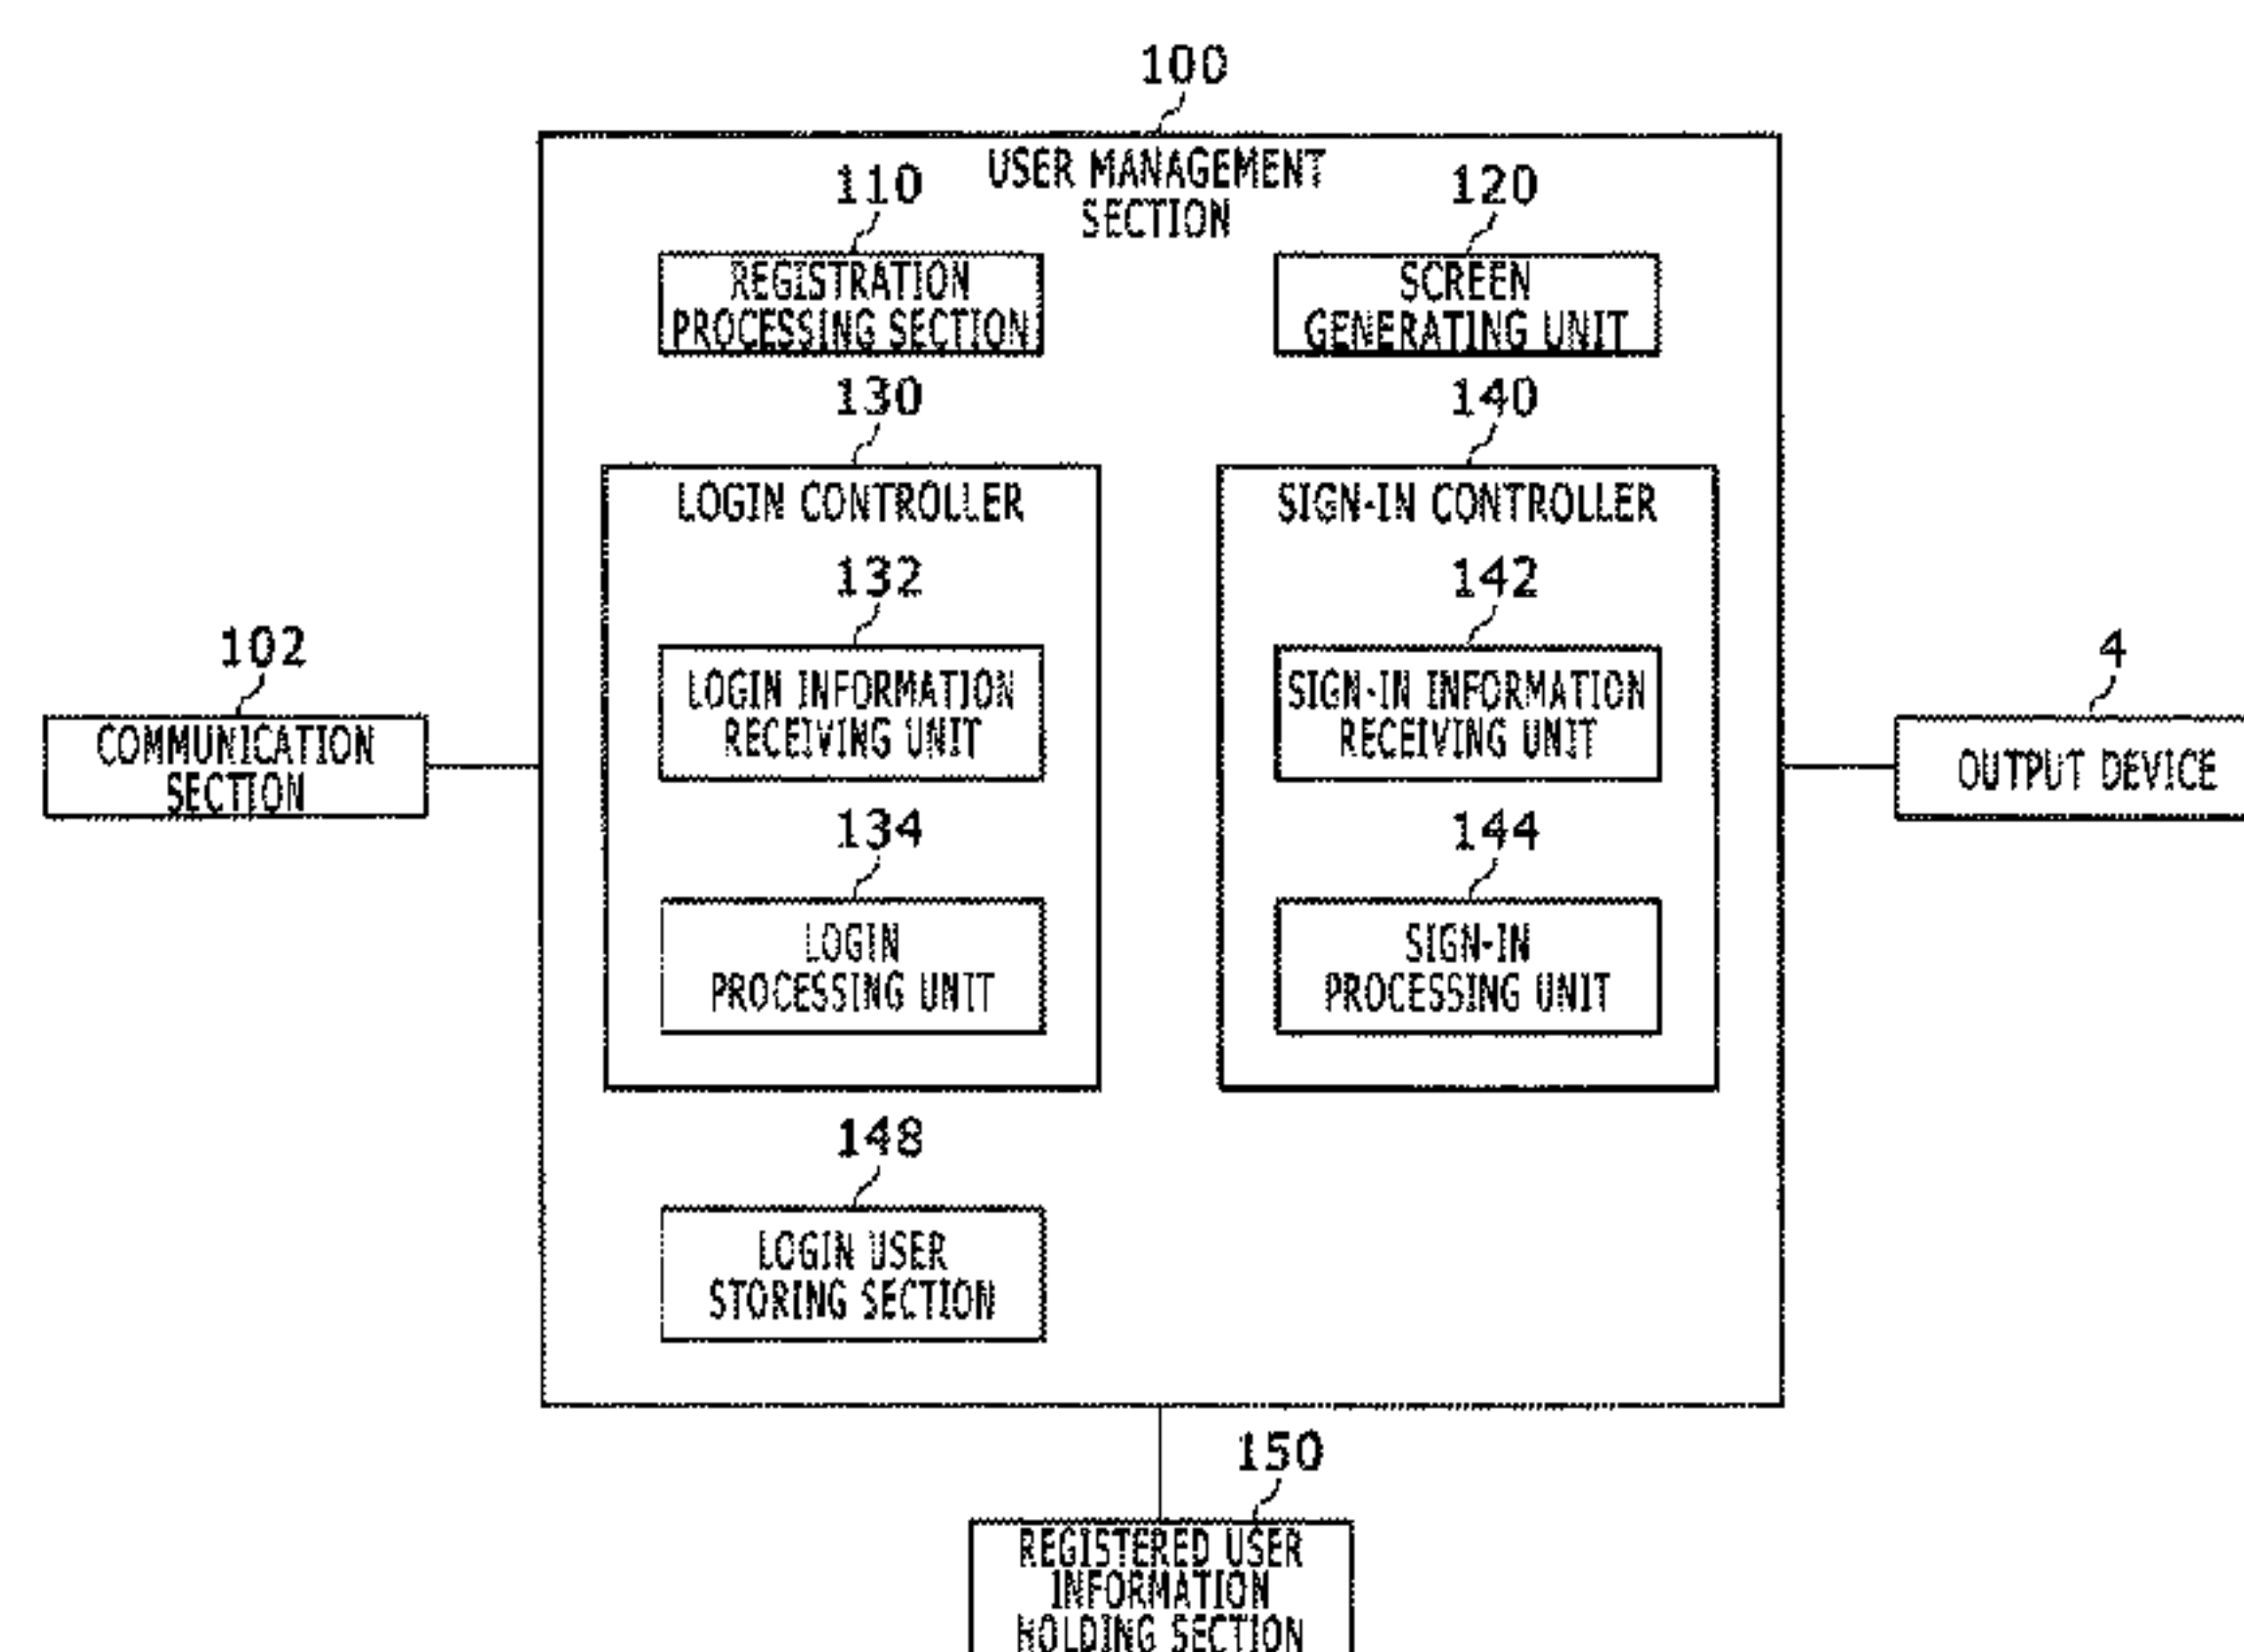 100
USER MANAGEMENT
SECTION
110
REGISTRATION
PROCESSING SECTION
120
SCREEN
GENERATING UNIT
130
LOGIN CONTROLLER
132
LOGIN INFORMATION
RECEIVING UNIT
134
LOGIN
PROCESSING UNIT
140
SIGN-IN CONTROLLER
142
SIGN-IN INFORMATION
RECEIVING UNIT
144
SIGN-IN
PROCESSING UNIT
102
COMMUNICATION
SECTION
4
OUTPUT DEVICE
148
LOGIN USER
STORING SECTION
150
REGISTERED USER
INFORMATION
HOLDING SECTION